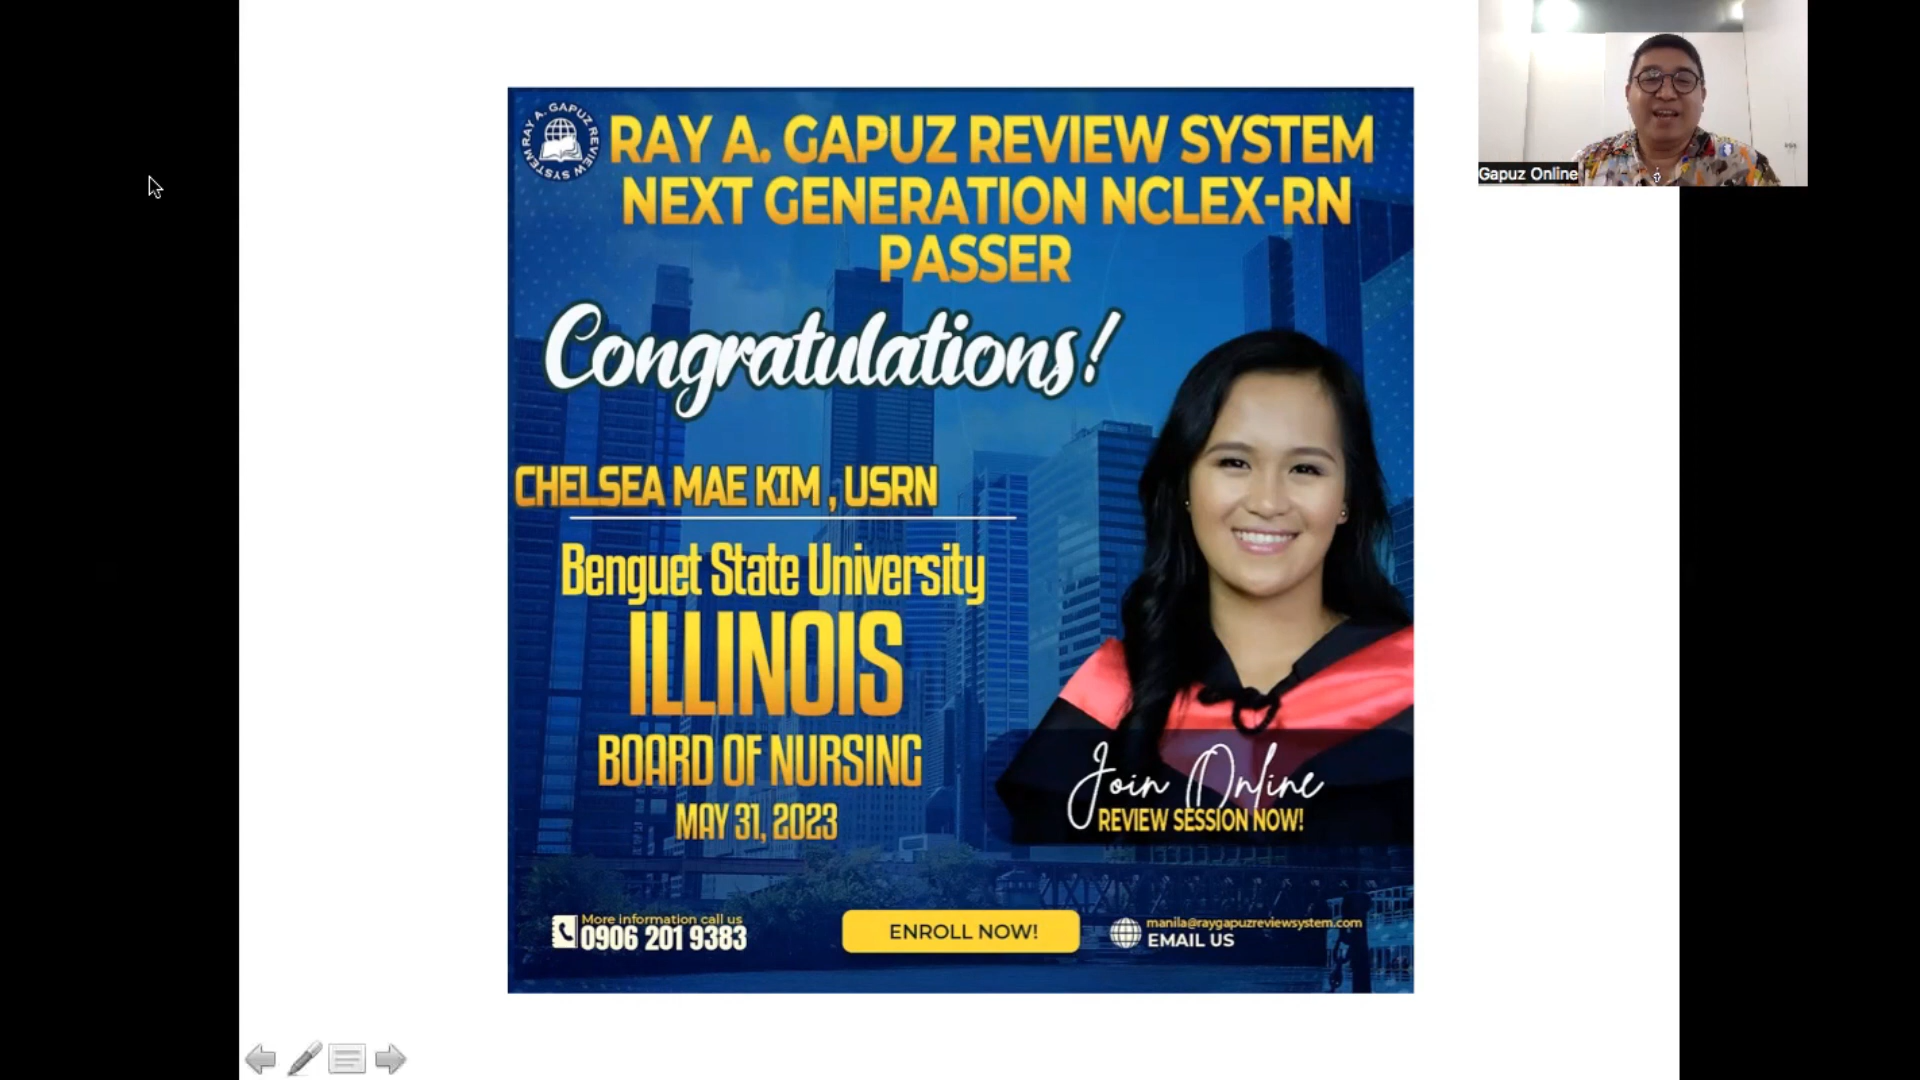 RAY A. GAPUZ REVIEW SYSTEM
RAY A. GAPUZ REVIEW SYSTEM
NEXT GENERATION NCLEX-RN
PASSER
Congratulations!
CHELSEA MAE KIM , USRN
Benguet State University
ILLINOIS
BOARD OF NURSING
MAY 31, 2023
Join Online
REVIEW SESSION NOW!
More information call us
0906 201 9383
ENROLL NOW!
manila@raygapuzreviewsystem.com
EMAIL US
Gapuz Online